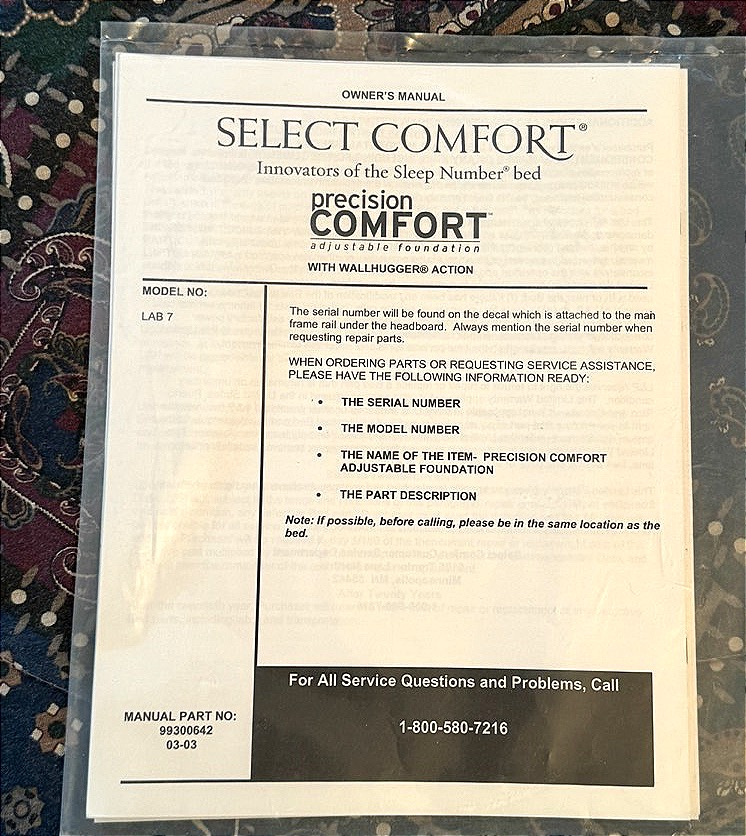 OWNER'S MANUAL
SELECT COMFORT®
Innovators of the Sleep Number® bed
precision
COMFORT™
adjustable foundation
WITH WALLHUGGER® ACTION
MODEL NO:
LAB 7
The serial number will be found on the decal which is attached to the main
frame rail under the headboard. Always mention the serial number when
requesting repair parts.
WHEN ORDERING PARTS OR REQUESTING SERVICE ASSISTANCE,
PLEASE HAVE THE FOLLOWING INFORMATION READY:
• THE SERIAL NUMBER
• THE MODEL NUMBER
• THE NAME OF THE ITEM- PRECISION COMFORT
ADJUSTABLE FOUNDATION
• THE PART DESCRIPTION
Note: If possible, before calling, please be in the same location as the
bed.
For All Service Questions and Problems, Call
1-800-580-7216
MANUAL PART NO:
99300642
03-03